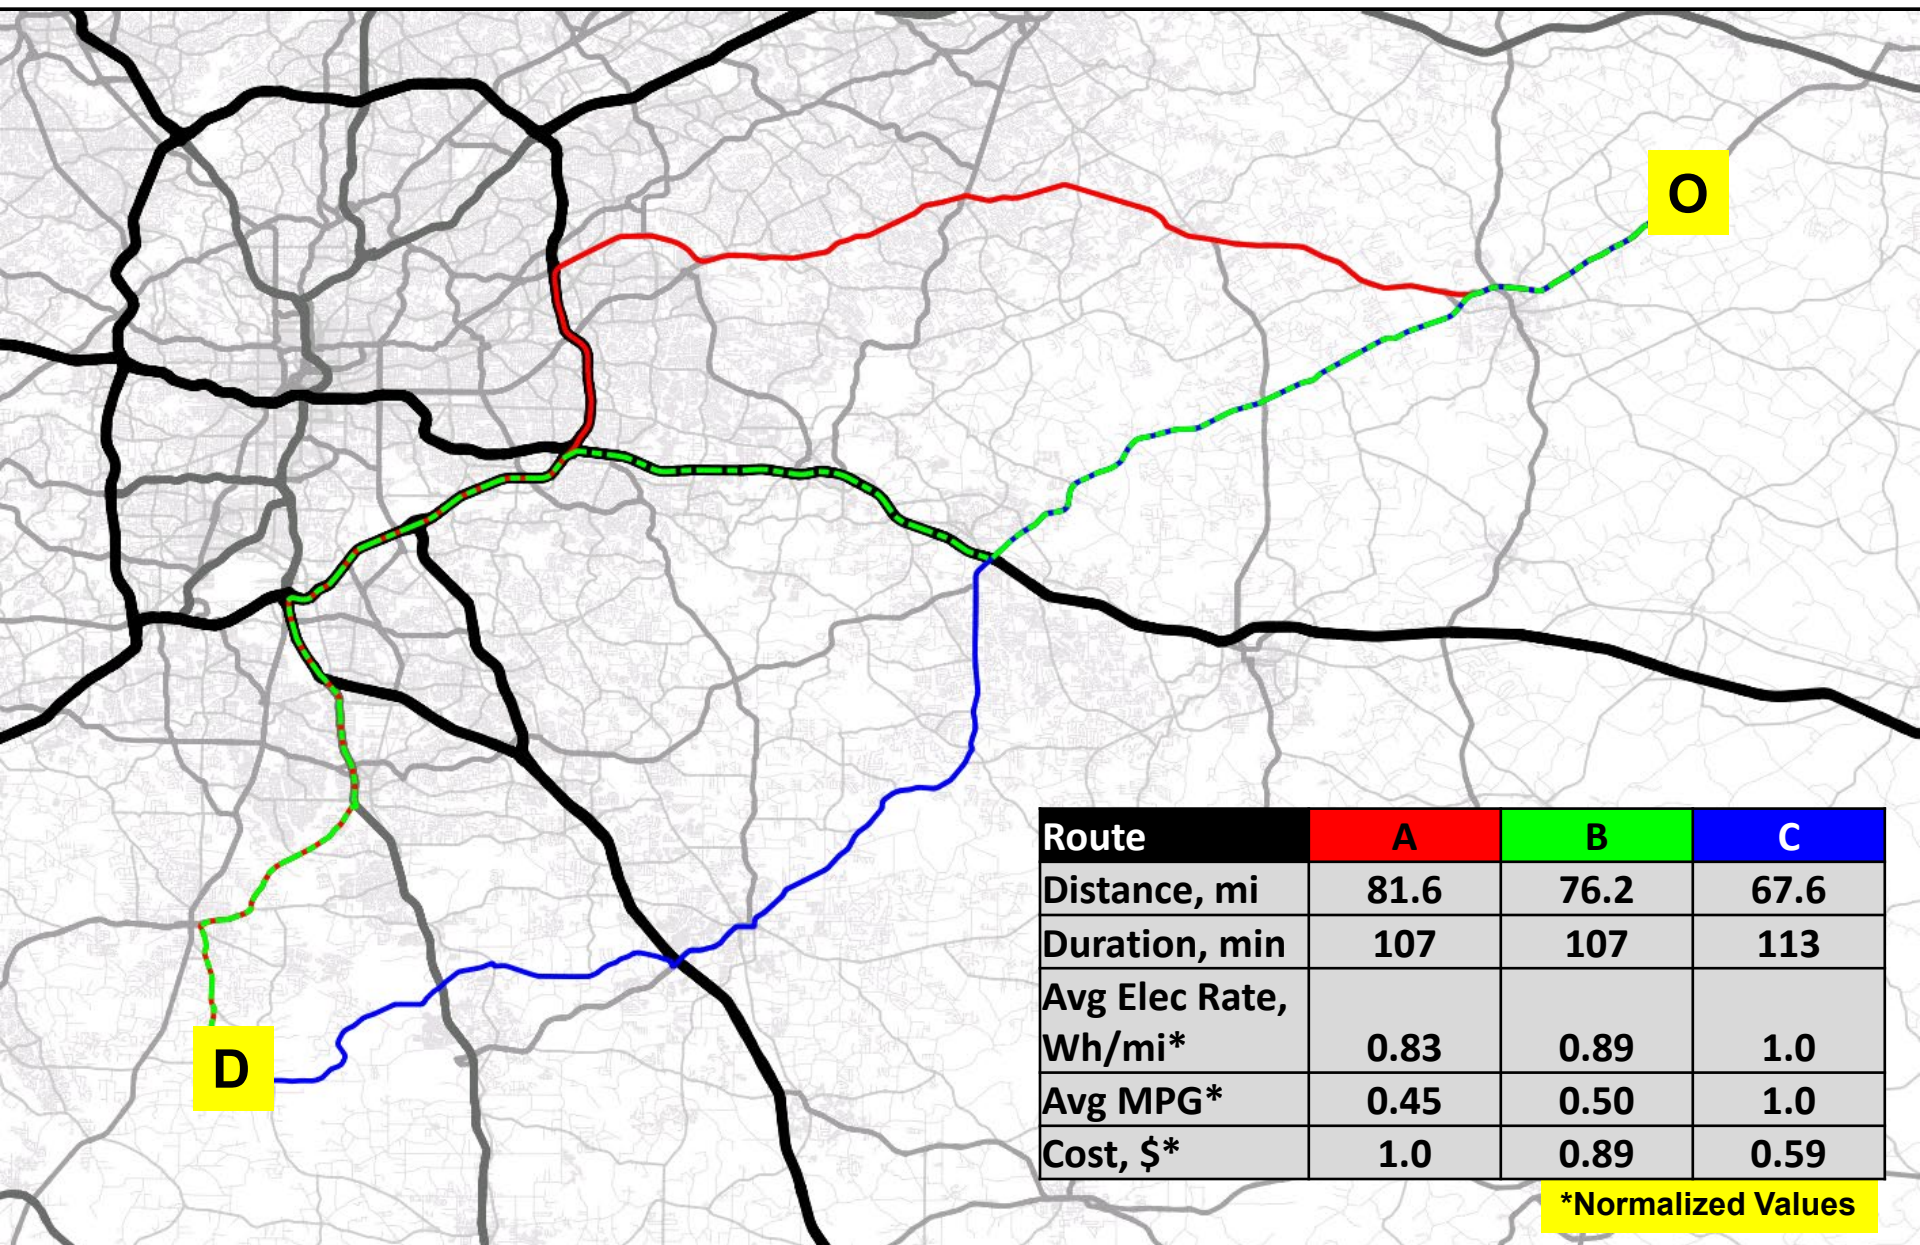 O
D
Route A B C
Distance, mi 81.6 76.2 67.6
Duration, min 107 107 113
Avg Elec Rate,
Wh/mi* 0.83 0.89 1.0
Avg MPG* 0.45 0.50 1.0
Cost, $* 1.0 0.89 0.59
*Normalized Values